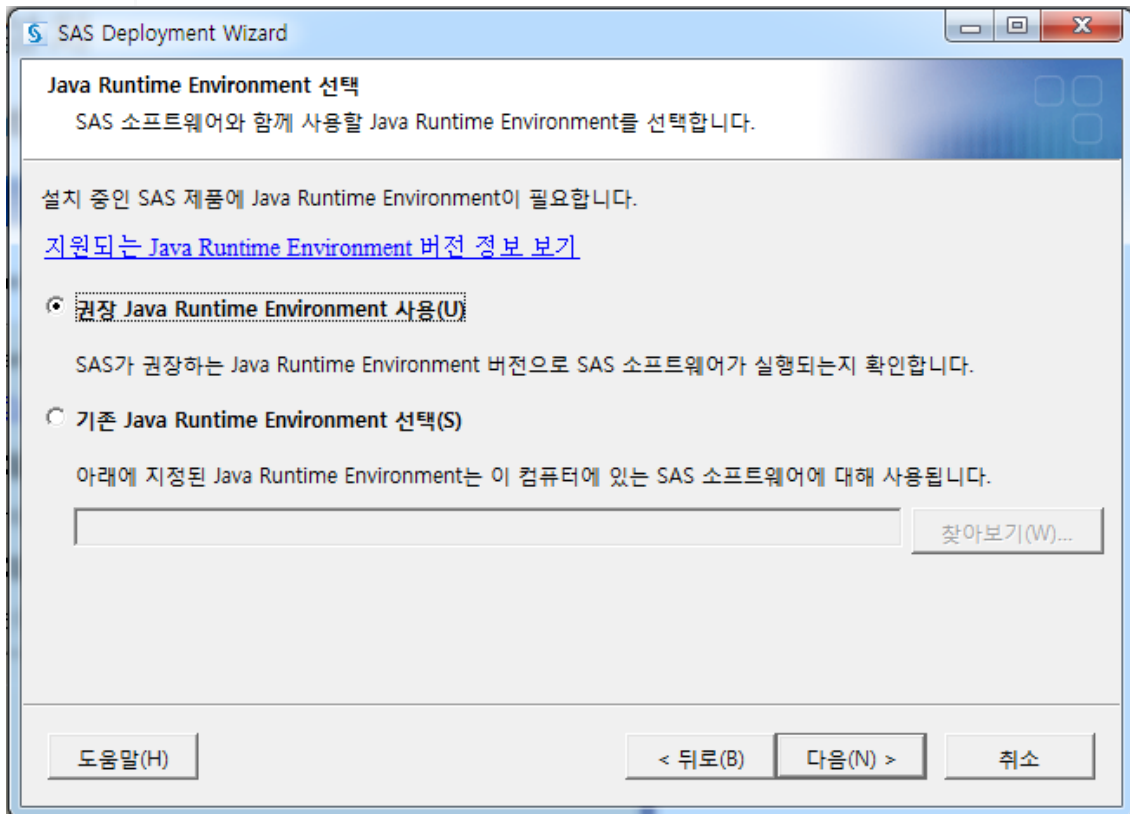 SAS Deployment Wizard
Java Runtime Environment 선택
SAS 소프트웨어와 함께 사용할 Java Runtime Environment를 선택합니다.
설치 중인 SAS 제품에 Java Runtime Environment이 필요합니다.
지원되는 Java Runtime Environment 버전 정보 보기
권장 Java Runtime Environment 사용(U)
SAS가 권장하는 Java Runtime Environment 버전으로 SAS 소프트웨어가 실행되는지 확인합니다.
기존 Java Runtime Environment 선택(S)
아래에 지정된 Java Runtime Environment는 이 컴퓨터에 있는 SAS 소프트웨어에 대해 사용됩니다.
찾아보기(W)...
도움말(H)
< 뒤로(B)
다음(N) >
취소